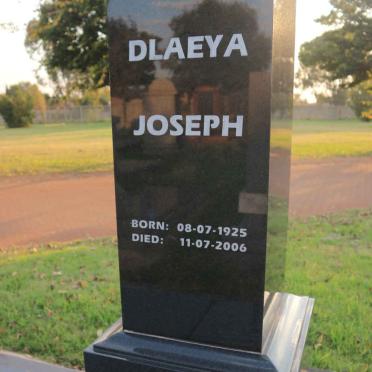 DLAEYA
JOSEPH
BORN: 08-07-1925
DIED: 11-07-2006